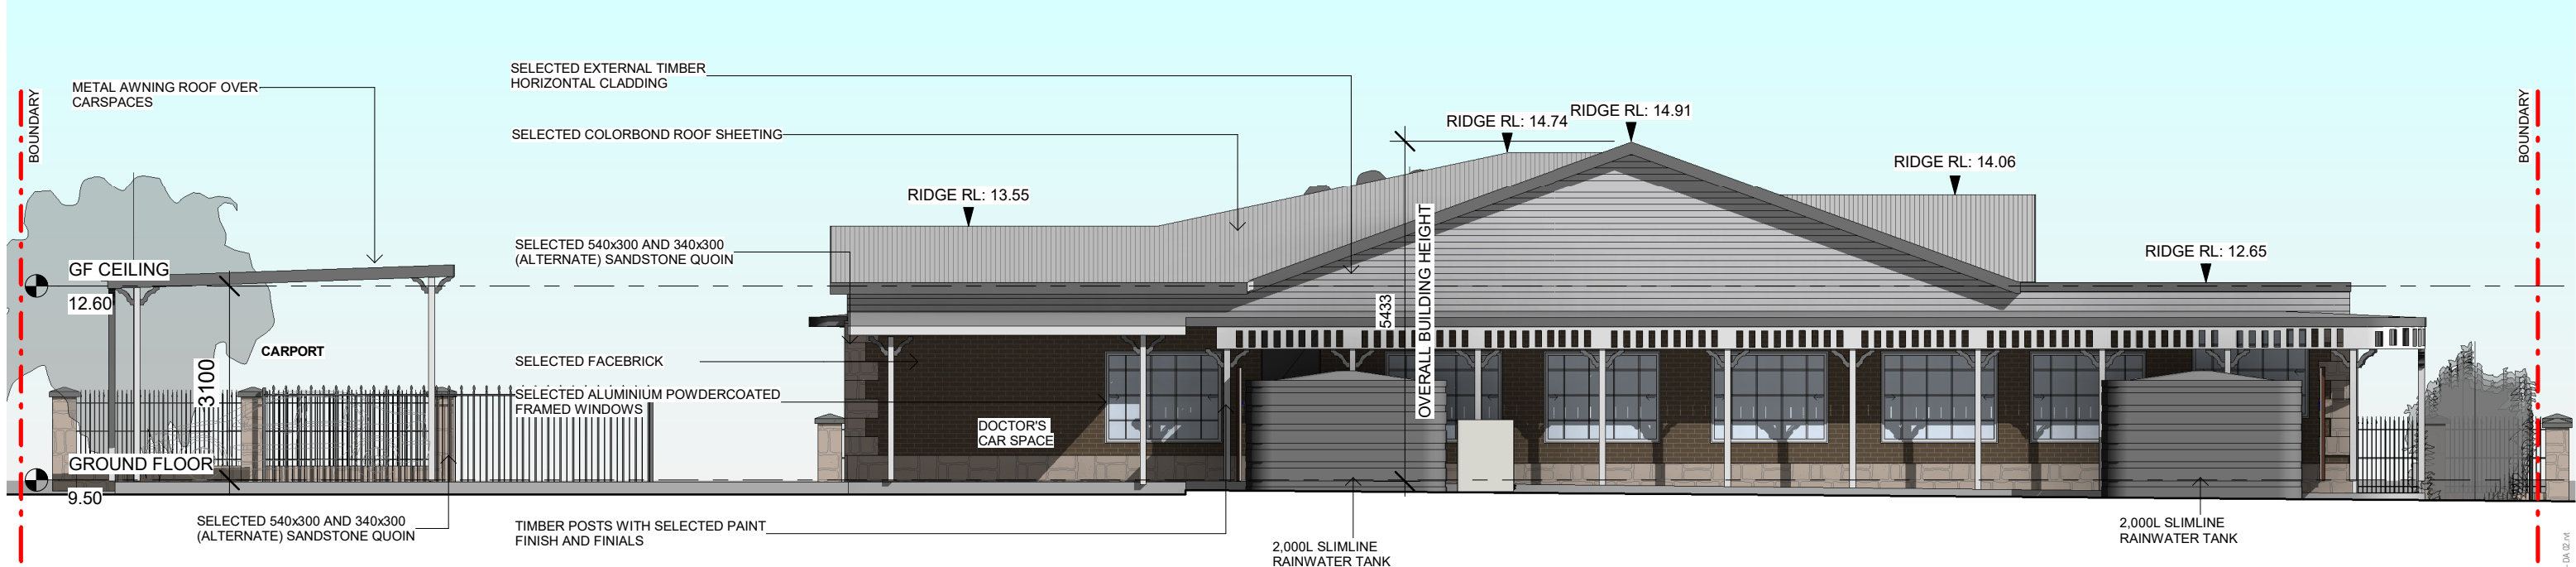 BOUNDARY
METAL AWNING ROOF OVER
CARSPACES
SELECTED EXTERNAL TIMBER
HORIZONTAL CLADDING
SELECTED COLORBOND ROOF SHEETING
RIDGE RL: 13.55
RIDGE RL: 14.74
RIDGE RL: 14.91
RIDGE RL: 14.06
RIDGE RL: 12.65
BOUNDARY
SELECTED 540x300 AND 340x300
(ALTERNATE) SANDSTONE QUOIN
GF CEILING
12.60
CARPORT
3100
SELECTED FACEBRICK
SELECTED ALUMINIUM POWDERCOATED
FRAMED WINDOWS
DOCTOR'S
CAR SPACE
5433
OVERALL BUILDING HEIGHT
GROUND FLOOR
9.50
SELECTED 540x300 AND 340x300
(ALTERNATE) SANDSTONE QUOIN
TIMBER POSTS WITH SELECTED PAINT
FINISH AND FINIALS
2,000L SLIMLINE
RAINWATER TANK
2,000L SLIMLINE
RAINWATER TANK
- DA 02.rvt